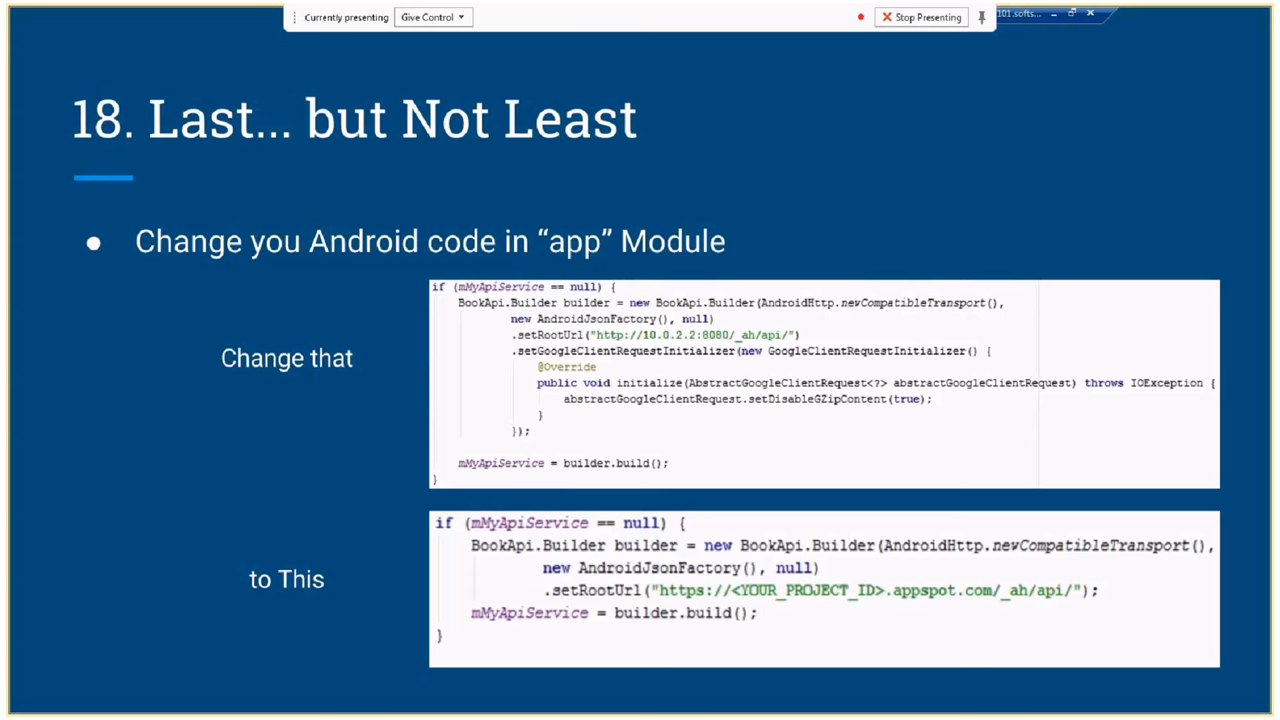 Currently presenting Give Control Stop Presenting 101.softs...
18. Last... but Not Least
● Change you Android code in “app” Module
Change that
if (mMyApiService == null) {
BookApi.Builder builder = new BookApi.Builder(AndroidHttp.newCompatibleTransport(),
new AndroidJsonFactory(), null)
.setRootUrl("http://10.0.2.2:8080/_ah/api/")
.setGoogleClientRequestInitializer(new GoogleClientRequestInitializer() {
@Override
public void initialize(AbstractGoogleClientRequest<?> abstractGoogleClientRequest) throws IOException {
abstractGoogleClientRequest.setDisableGZipContent(true);
}
});
mMyApiService = builder.build();
}
to This
if (mMyApiService == null) {
BookApi.Builder builder = new BookApi.Builder(AndroidHttp.newCompatibleTransport(),
new AndroidJsonFactory(), null)
.setRootUrl("https://<YOUR_PROJECT_ID>.appspot.com/_ah/api/");
mMyApiService = builder.build();
}